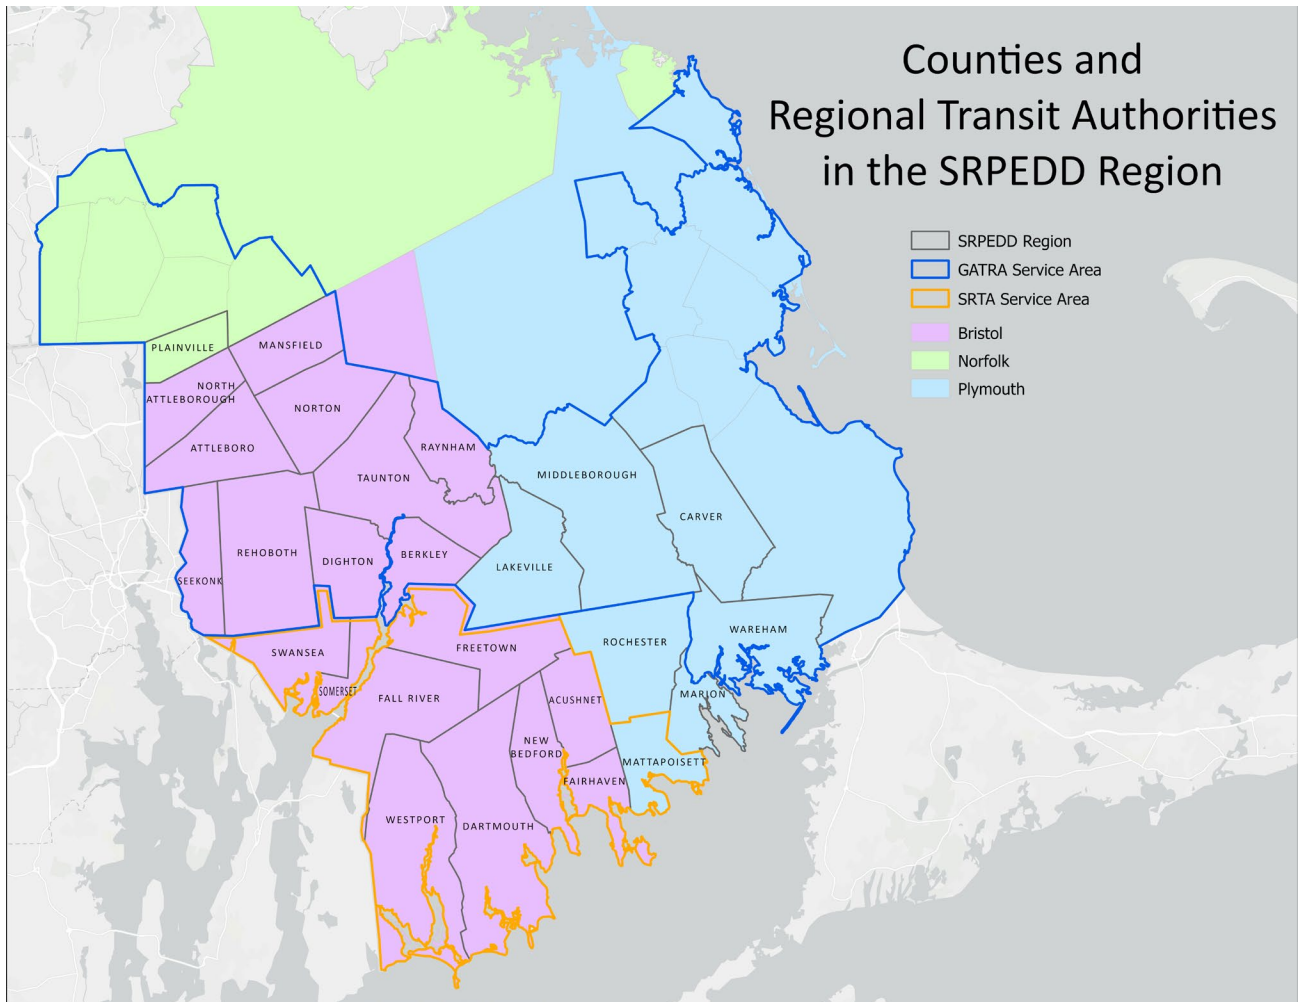 Counties and
Regional Transit Authorities
in the SRPEDD Region
SRPEDD Region
GATRA Service Area
SRTA Service Area
Bristol
Norfolk
Plymouth
PLAINVILLE
MANSFIELD
NORTH
ATTLEBOROUGH
NORTON
ATTLEBORO
RAYNHAM
TAUNTON
MIDDLEBOROUGH
CARVER
REHOBOTH
DIGHTON
BERKLEY
LAKEVILLE
SEEKONK
SWANSEA
FREETOWN
ROCHESTER
WAREHAM
SOMERSET
FALL RIVER
ACUSHNET
MARION
NEW
BEDFORD
MATTAPOISETT
FAIRHAVEN
WESTPORT
DARTMOUTH